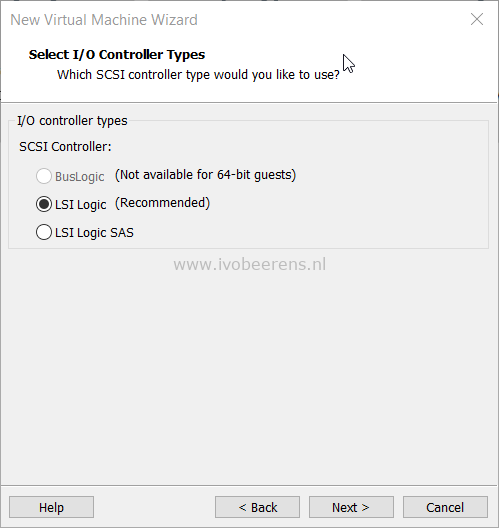 New Virtual Machine Wizard
Select I/O Controller Types
Which SCSI controller type would you like to use?
I/O controller types
SCSI Controller:
BusLogic (Not available for 64-bit guests)
LSI Logic (Recommended)
LSI Logic SAS
www.ivobeerens.nl
Help < Back Next > Cancel